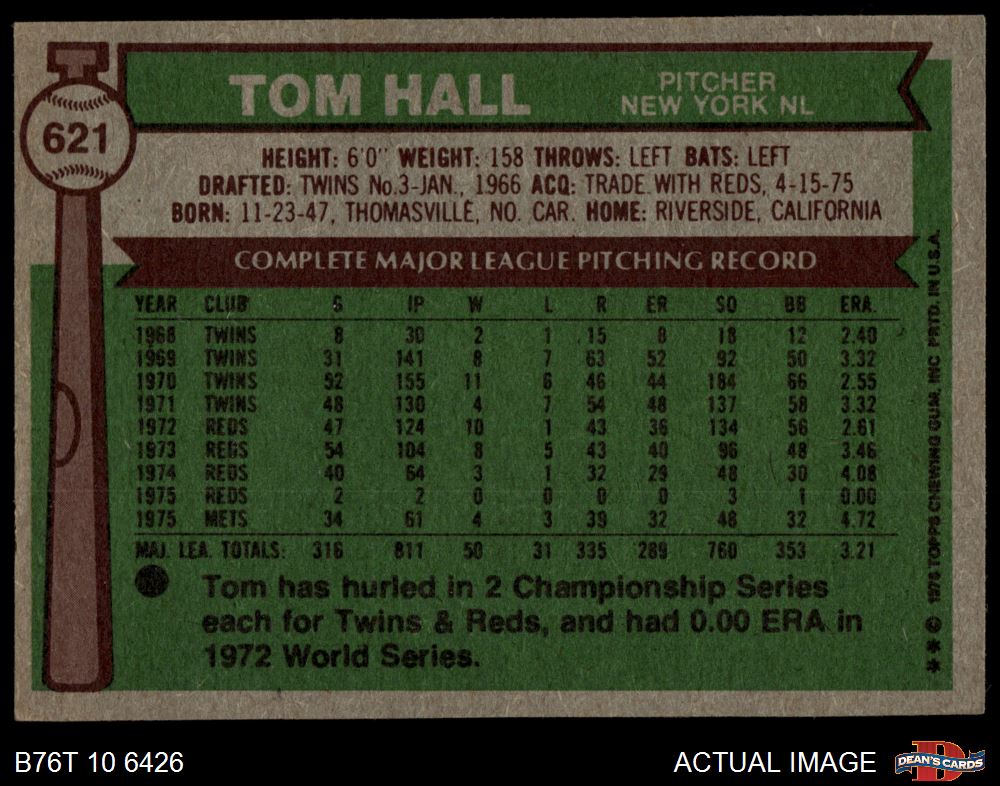 621
TOM HALL
PITCHER
NEW YORK NL
HEIGHT: 6'0" WEIGHT: 158 THROWS: LEFT BATS: LEFT
DRAFTED: TWINS No.3-JAN., 1966 ACQ: TRADE WITH REDS, 4-15-75
BORN: 11-23-47, THOMASVILLE, NO. CAR. HOME: RIVERSIDE, CALIFORNIA
COMPLETE MAJOR LEAGUE PITCHING RECORD
YEAR CLUB G IP W L R ER SO BB ERA.
1968 TWINS 8 30 2 1 15 8 18 12 2.40
1969 TWINS 31 141 8 7 63 52 92 50 3.32
1970 TWINS 52 155 11 6 46 44 184 66 2.55
1971 TWINS 48 130 4 7 54 48 137 58 3.32
1972 REDS 47 124 10 1 43 36 134 56 2.61
1973 REDS 54 104 8 5 43 40 96 48 3.46
1974 REDS 40 64 3 1 32 29 48 30 4.08
1975 REDS 2 2 0 0 0 0 3 1 0.00
1975 METS 34 61 4 3 39 32 48 32 4.72
MAJ. LEA. TOTALS: 316 811 50 31 335 289 760 353 3.21
Tom has hurled in 2 Championship Series
each for Twins & Reds, and had 0.00 ERA in
1972 World Series.
** © 1976 TOPPS CHEWING GUM, INC. PRTD. IN U.S.A.
B76T 10 6426
ACTUAL IMAGE
D
DEAN'S CARDS